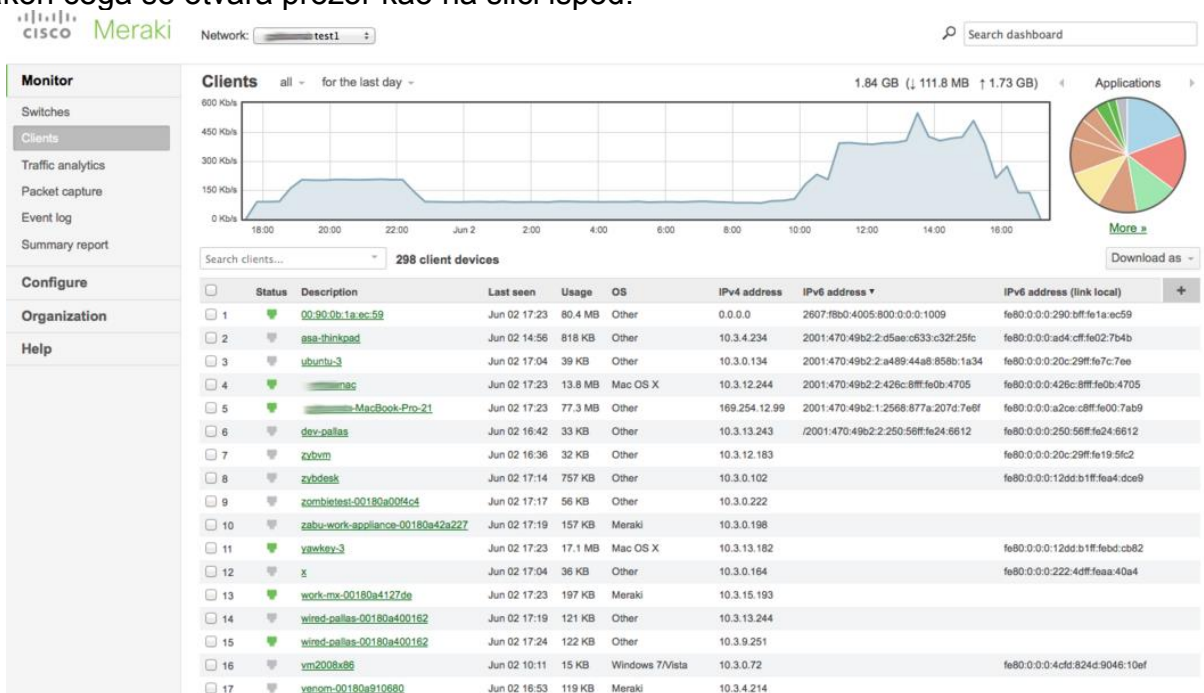 nakon čega se otvara prozor kao na slici ispod:
CISCO Meraki
Network: test1
Search dashboard
Monitor
Switches
Clients
Traffic analytics
Packet capture
Event log
Summary report
Configure
Organization
Help
Clients all for the last day
1.84 GB (↓ 111.8 MB ↑ 1.73 GB)
Applications
600 Kb/s
450 Kb/s
300 Kb/s
150 Kb/s
0 Kb/s
18:00 20:00 22:00 Jun 2 2:00 4:00 6:00 8:00 10:00 12:00 14:00 16:00
More »
Search clients... 298 client devices Download as
Status Description Last seen Usage OS IPv4 address IPv6 address ▼ IPv6 address (link local) +
1 00:90:0b:1a:ec:59 Jun 02 17:23 80.4 MB Other 0.0.0.0 2607:f8b0:4005:800:0:0:0:1009 fe80:0:0:0:290:bff:fe1a:ec59
2 asa-thinkpad Jun 02 14:56 818 KB Other 10.3.4.234 2001:470:49b2:2:d5ae:c633:c32f:25fc fe80:0:0:0:ad4:cff:fe02:7b4b
3 ubuntu-3 Jun 02 17:04 39 KB Other 10.3.0.134 2001:470:49b2:2:a489:44a8:858b:1a34 fe80:0:0:0:20c:29ff:fe7c:7ee
4 mac Jun 02 17:23 13.8 MB Mac OS X 10.3.12.244 2001:470:49b2:2:426c:8fff:fe0b:4705 fe80:0:0:0:426c:8fff:fe0b:4705
5 -MacBook-Pro-21 Jun 02 17:23 77.3 MB Other 169.254.12.99 2001:470:49b2:1:2568:877a:207d:7e6f fe80:0:0:0:a2ce:c8ff:fe00:7ab9
6 dev-pallas Jun 02 16:42 33 KB Other 10.3.13.243 /2001:470:49b2:2:250:56ff:fe24:6612 fe80:0:0:0:250:56ff:fe24:6612
7 zybvm Jun 02 16:36 32 KB Other 10.3.12.183 fe80:0:0:0:20c:29ff:fe19:5fc2
8 zybdesk Jun 02 17:14 757 KB Other 10.3.0.102 fe80:0:0:0:12dd:b1ff:fea4:dce9
9 zombietest-00180a00f4c4 Jun 02 17:17 56 KB Other 10.3.0.222
10 zabu-work-appliance-00180a42a227 Jun 02 17:19 157 KB Meraki 10.3.0.198
11 yawkey-3 Jun 02 17:23 17.1 MB Mac OS X 10.3.13.182 fe80:0:0:0:12dd:b1ff:febd:cb82
12 x Jun 02 17:04 36 KB Other 10.3.0.164 fe80:0:0:0:222:4dff:feaa:40a4
13 work-mx-00180a4127de Jun 02 17:23 197 KB Meraki 10.3.15.193
14 wired-pallas-00180a400162 Jun 02 17:19 121 KB Other 10.3.13.244
15 wired-pallas-00180a400162 Jun 02 17:24 122 KB Other 10.3.9.251
16 vm2008x86 Jun 02 10:11 15 KB Windows 7/Vista 10.3.0.72 fe80:0:0:0:4cfd:824d:9046:10ef
17 venom-00180a910680 Jun 02 16:53 119 KB Meraki 10.3.4.214